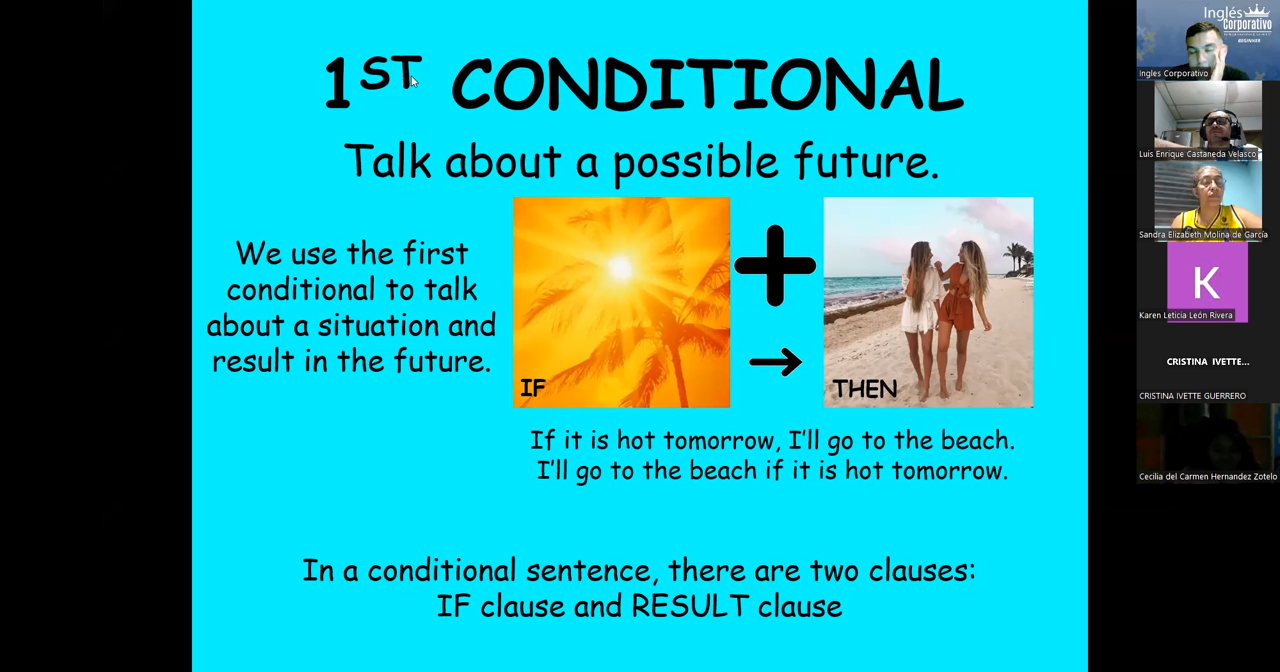 1ST CONDITIONAL
Talk about a possible future.
We use the first
conditional to talk
about a situation and
result in the future.
IF
THEN
If it is hot tomorrow, I'll go to the beach.
I'll go to the beach if it is hot tomorrow.
In a conditional sentence, there are two clauses:
IF clause and RESULT clause
Inglés
Corporativo
BEGINNER
Ingles Corporativo
Luis Enrique Castaneda Velasco
Sandra Elizabeth Molina de García
K
Karen Leticia León Rivera
CRISTINA IVETTE...
CRISTINA IVETTE GUERRERO
Cecilia del Carmen Hernandez Zotelo